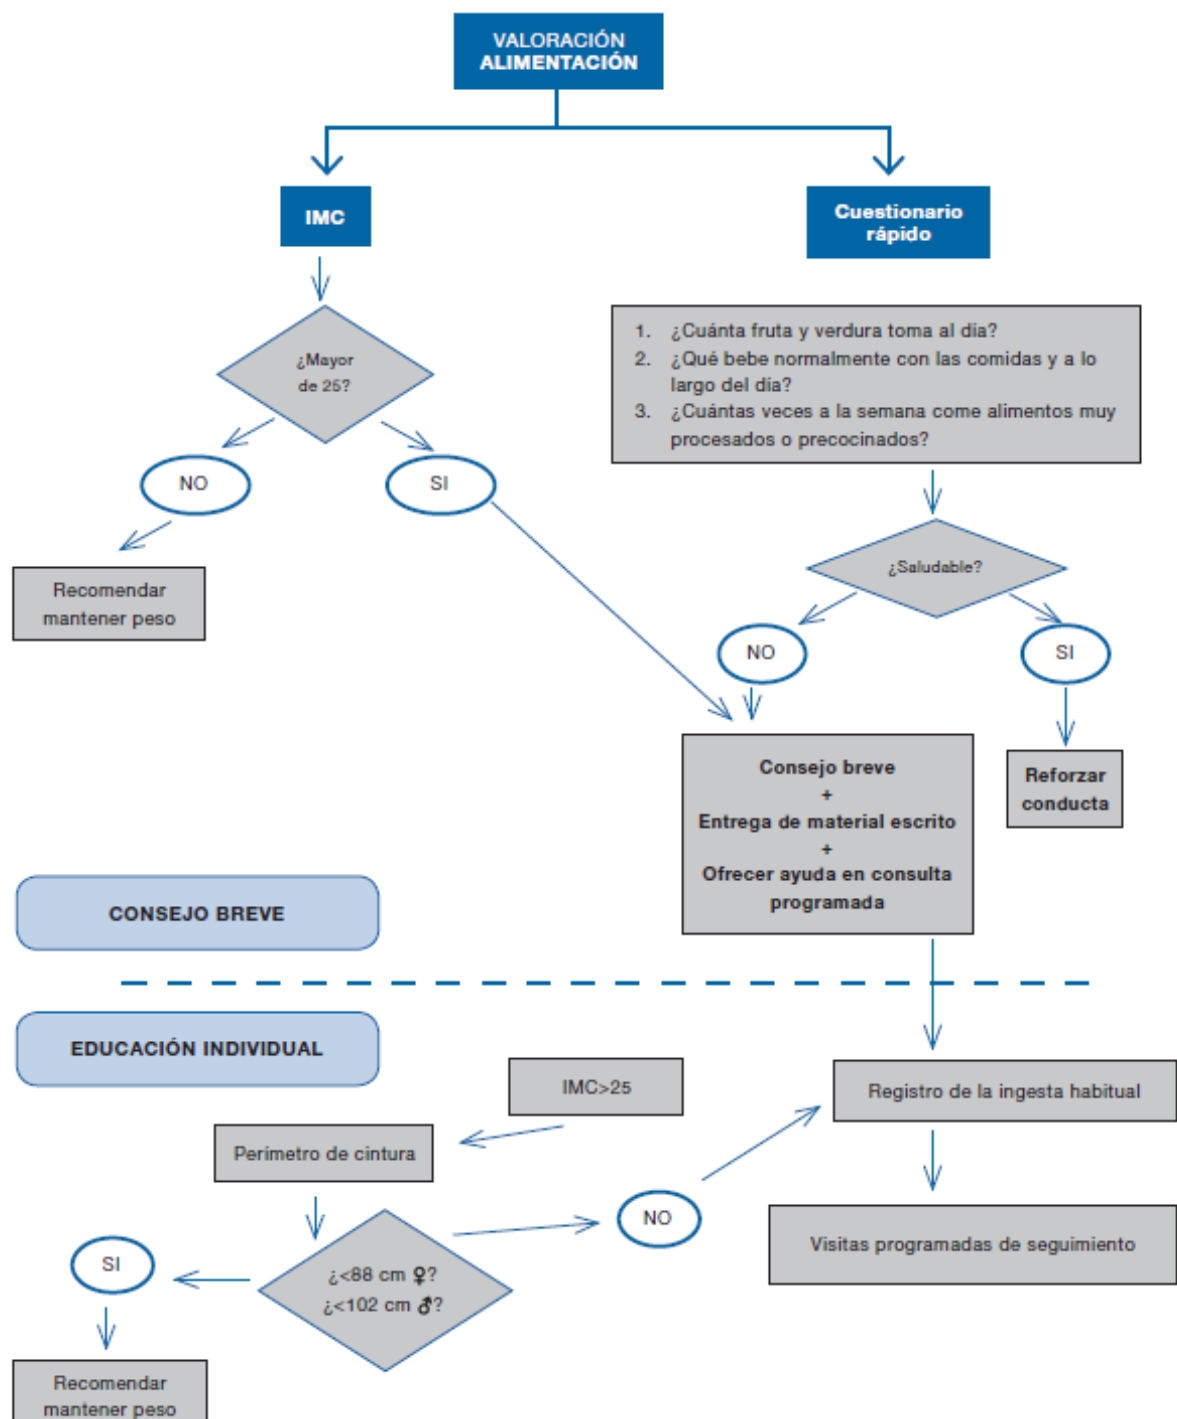 VALORACIÓN
ALIMENTACIÓN
IMC
Cuestionario
rápido
¿Mayor
de 25?
1. ¿Cuánta fruta y verdura toma al día?
2. ¿Qué bebe normalmente con las comidas y a lo
largo del día?
3. ¿Cuántas veces a la semana come alimentos muy
procesados o precocinados?
NO
SI
¿Saludable?
Recomendar
mantener peso
NO
SI
Consejo breve
+
Entrega de material escrito
+
Ofrecer ayuda en consulta
programada
Reforzar
conducta
CONSEJO BREVE
EDUCACIÓN INDIVIDUAL
IMC>25
Registro de la ingesta habitual
Perímetro de cintura
NO
Visitas programadas de seguimiento
SI
¿<88 cm ♀?
¿<102 cm ♂?
Recomendar
mantener peso